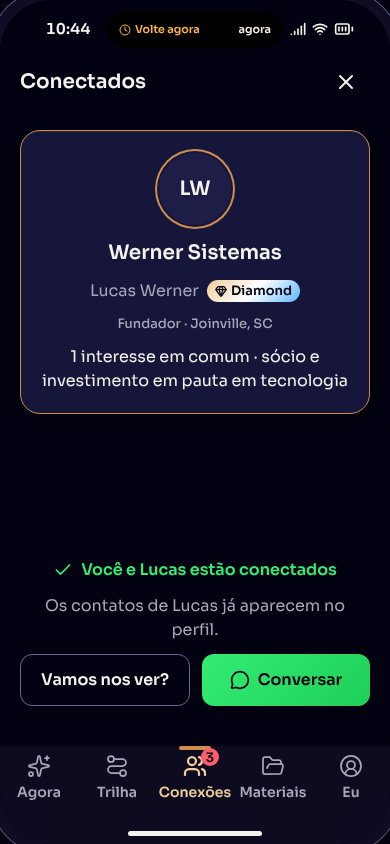 10:44
Volte agora
agora
Conectados
LW
Werner Sistemas
Lucas Werner
Diamond
Fundador · Joinville, SC
1 interesse em comum · sócio e
investimento em pauta em tecnologia
Você e Lucas estão conectados
Os contatos de Lucas já aparecem no
perfil.
Vamos nos ver?
Conversar
3
Agora
Trilha
Conexões
Materiais
Eu